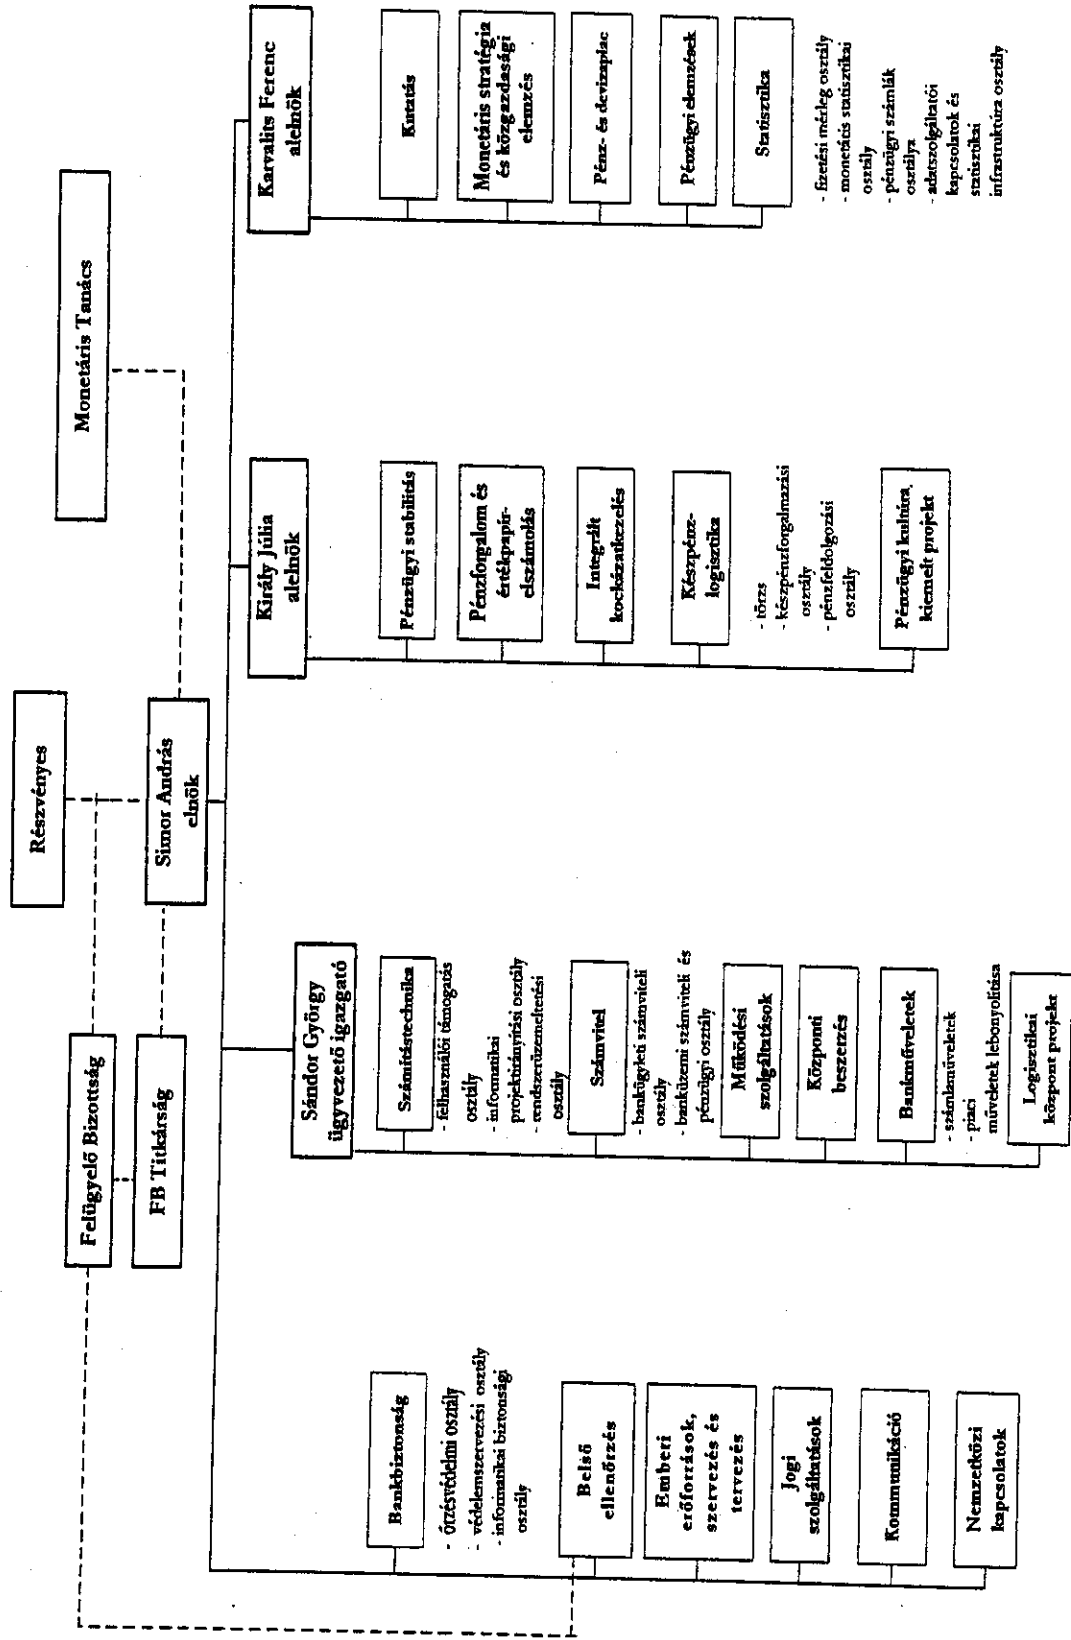 Részvényes
Monetáris Tanács
Felügyelő Bizottság
FB Titkárság
Simor András
elnök
Bankbiztonság
- őrzésvédelmi osztály
- védelemszervezési osztály
- informatikai biztonsági
osztály
Belső
ellenőrzés
Emberi
erőforrások,
szervezés és
tervezés
Jogi
szolgáltatások
Kommunikáció
Nemzetközi
kapcsolatok
Sándor György
ügyvezető igazgató
Számítástechnika
- felhasználói támogatás
osztály
- informatikai
projektirányítási osztály
- rendszerüzemeltetési
osztály
Számvitel
- bankügyleti számviteli
osztály
- banküzemi számviteli és
pénzügyi osztály
Működési
szolgáltatások
Központi
beszerzés
Bankműveletek
- számlaműveletek
- piaci
műveletek lebonyolítása
Logisztikai
központ projekt
Király Júlia
alelnök
Pénzügyi stabilitás
Pénzforgalom és
értékpapír-
elszámolás
Integrált
kockázatkezelés
Készpénz-
logisztika
- törzs
- készpénzforgalmazási
osztály
- pénzfeldolgozási
osztály
Pénzügyi kultúra,
kiemelt projekt
Karvalits Ferenc
alelnök
Kutatás
Monetáris stratégia
és közgazdasági
elemzés
Pénz- és devizapiac
Pénzügyi elemzések
Statisztika
- fizetési mérleg osztály
- monetáris statisztikai
osztály
- pénzügyi számlák
osztálya
- adatszolgáltatói
kapcsolatok és
statisztikai
infrastruktúra osztály